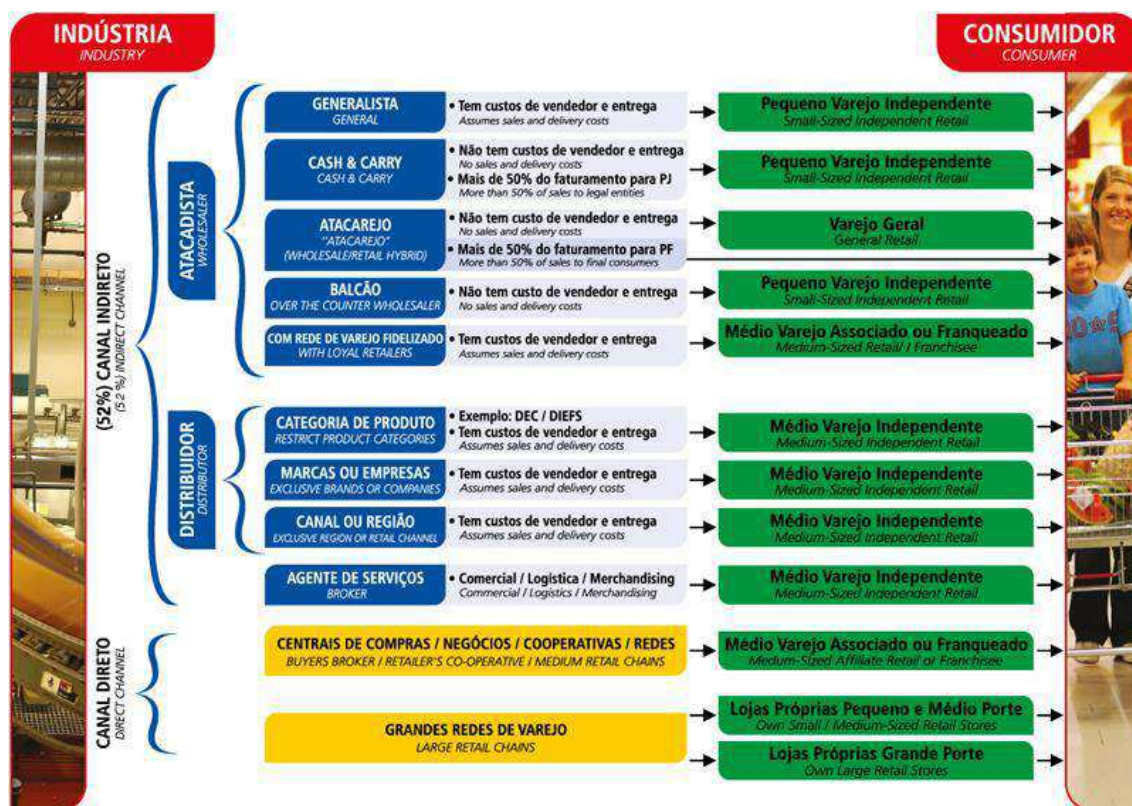 INDÚSTRIA
INDUSTRY
CONSUMIDOR
CONSUMER
(52%) CANAL INDIRETO
(52%) INDIRECT CHANNEL
ATACADISTA
WHOLESALER
GENERALISTA
GENERAL
• Tem custos de vendedor e entrega
Assumes sales and delivery costs
Pequeno Varejo Independente
Small-Sized Independent Retail
CASH & CARRY
CASH & CARRY
• Não tem custos de vendedor e entrega
No sales and delivery costs
• Mais de 50% do faturamento para PJ
More than 50% of sales to legal entities
Pequeno Varejo Independente
Small-Sized Independent Retail
ATACAREJO
"ATACAREJO"
(WHOLESALE/RETAIL HYBRID)
• Não tem custo de vendedor e entrega
No sales and delivery costs
• Mais de 50% do faturamento para PF
More than 50% of sales to final consumers
Varejo Geral
General Retail
BALCÃO
OVER THE COUNTER WHOLESALER
• Não tem custo de vendedor e entrega
No sales and delivery costs
Pequeno Varejo Independente
Small-Sized Independent Retail
COM REDE DE VAREJO FIDELIZADO
WITH LOYAL RETAILERS
• Tem custos de vendedor e entrega
Assumes sales and delivery costs
Médio Varejo Associado ou Franqueado
Medium-Sized Retail / Franchisee
DISTRIBUIDOR
DISTRIBUTOR
CATEGORIA DE PRODUTO
RESTRICT PRODUCT CATEGORIES
• Exemplo: DEC / DIEFS
• Tem custos de vendedor e entrega
Assumes sales and delivery costs
Médio Varejo Independente
Medium-Sized Independent Retail
MARCAS OU EMPRESAS
EXCLUSIVE BRANDS OR COMPANIES
• Tem custos de vendedor e entrega
Assumes sales and delivery costs
Médio Varejo Independente
Medium-Sized Independent Retail
CANAL OU REGIÃO
EXCLUSIVE REGION OR RETAIL CHANNEL
• Tem custos de vendedor e entrega
Assumes sales and delivery costs
Médio Varejo Independente
Medium-Sized Independent Retail
AGENTE DE SERVIÇOS
BROKER
• Comercial / Logística / Merchandising
Commercial / Logistics / Merchandising
Médio Varejo Independente
Medium-Sized Independent Retail
CANAL DIRETO
DIRECT CHANNEL
CENTRAIS DE COMPRAS / NEGÓCIOS / COOPERATIVAS / REDES
BUYERS BROKER / RETAILER'S CO-OPERATIVE / MEDIUM RETAIL CHAINS
Médio Varejo Associado ou Franqueado
Medum-Sized Affiliate Retail or Franchisee
GRANDES REDES DE VAREJO
LARGE RETAIL CHAINS
Lojas Próprias Pequeno e Médio Porte
Own Small / Medium-Sized Retail Stores
Lojas Próprias Grande Porte
Own Large Retail Stores